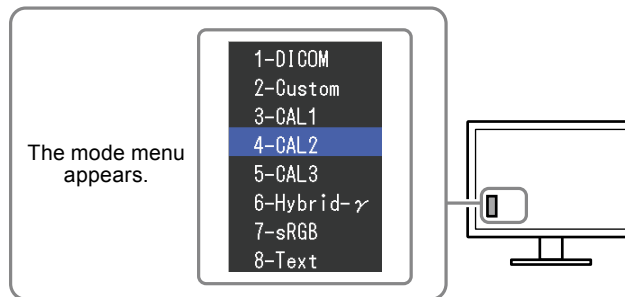 The mode menu
appears.
1-DICOM
2-Custom
3-CAL1
4-CAL2
5-CAL3
6-Hybrid-γ
7-sRGB
8-Text